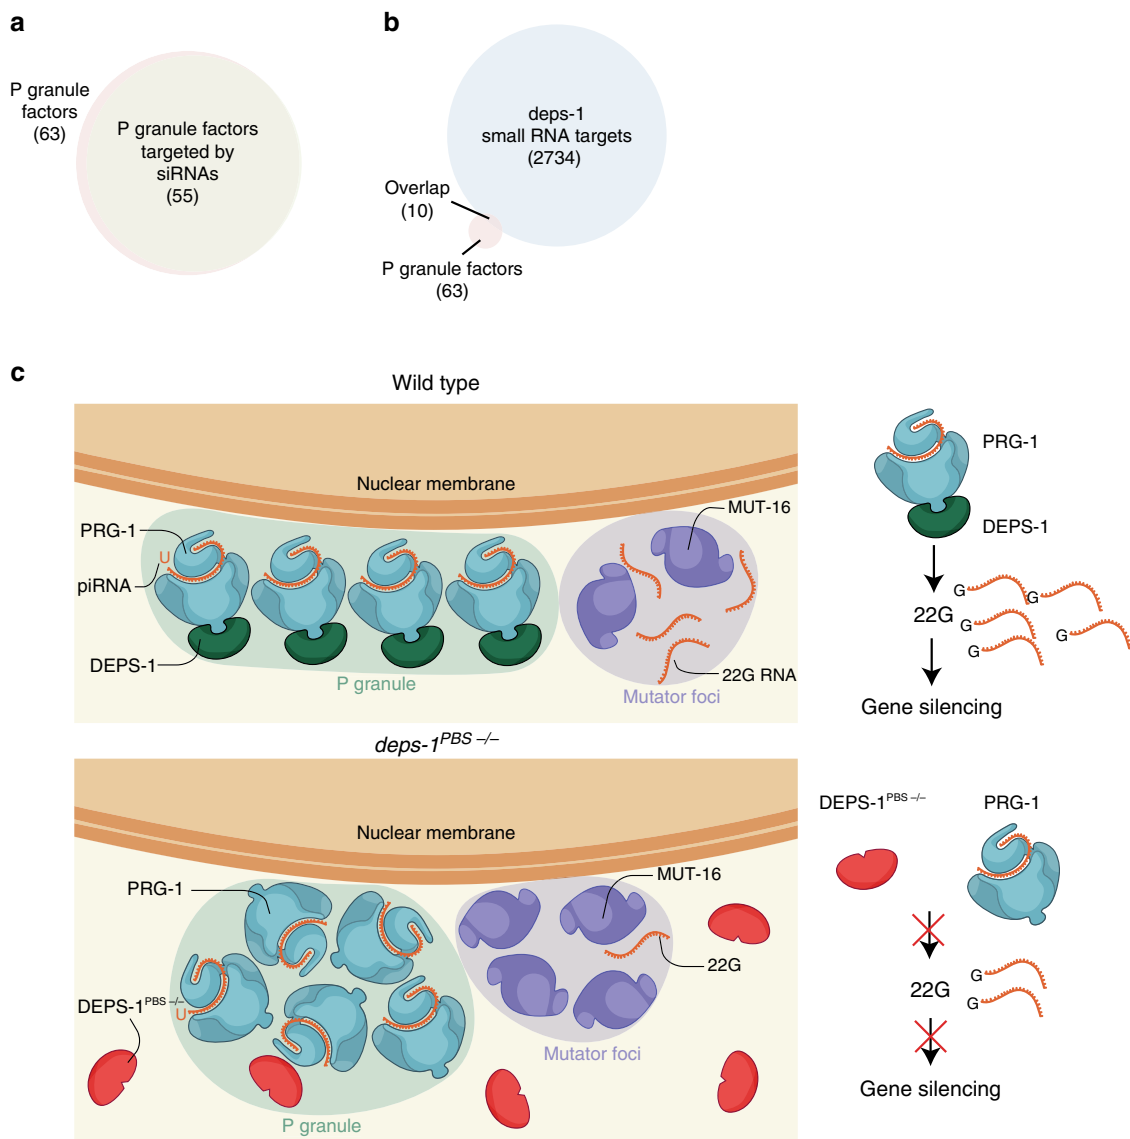 a
P granule
factors
(63)
P granule factors
targeted by
siRNAs
(55)
b
deps-1
small RNA targets
(2734)
Overlap
(10)
P granule factors
(63)
c
Wild type
Nuclear membrane
PRG-1
U
piRNA
DEPS-1
P granule
MUT-16
22G RNA
Mutator foci
PRG-1
DEPS-1
22G
G
G
G
G
G
Gene silencing
deps-1PBS –/–
Nuclear membrane
PRG-1
DEPS-1PBS –/–
U
P granule
MUT-16
22G
Mutator foci
DEPS-1PBS –/–
PRG-1
22G
G
G
Gene silencing